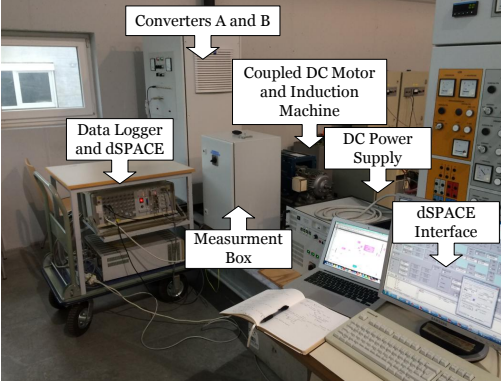 Converters A and B
Coupled DC Motor
and Induction
Machine
Data Logger
and dSPACE
DC Power
Supply
dSPACE
Interface
Measurment
Box